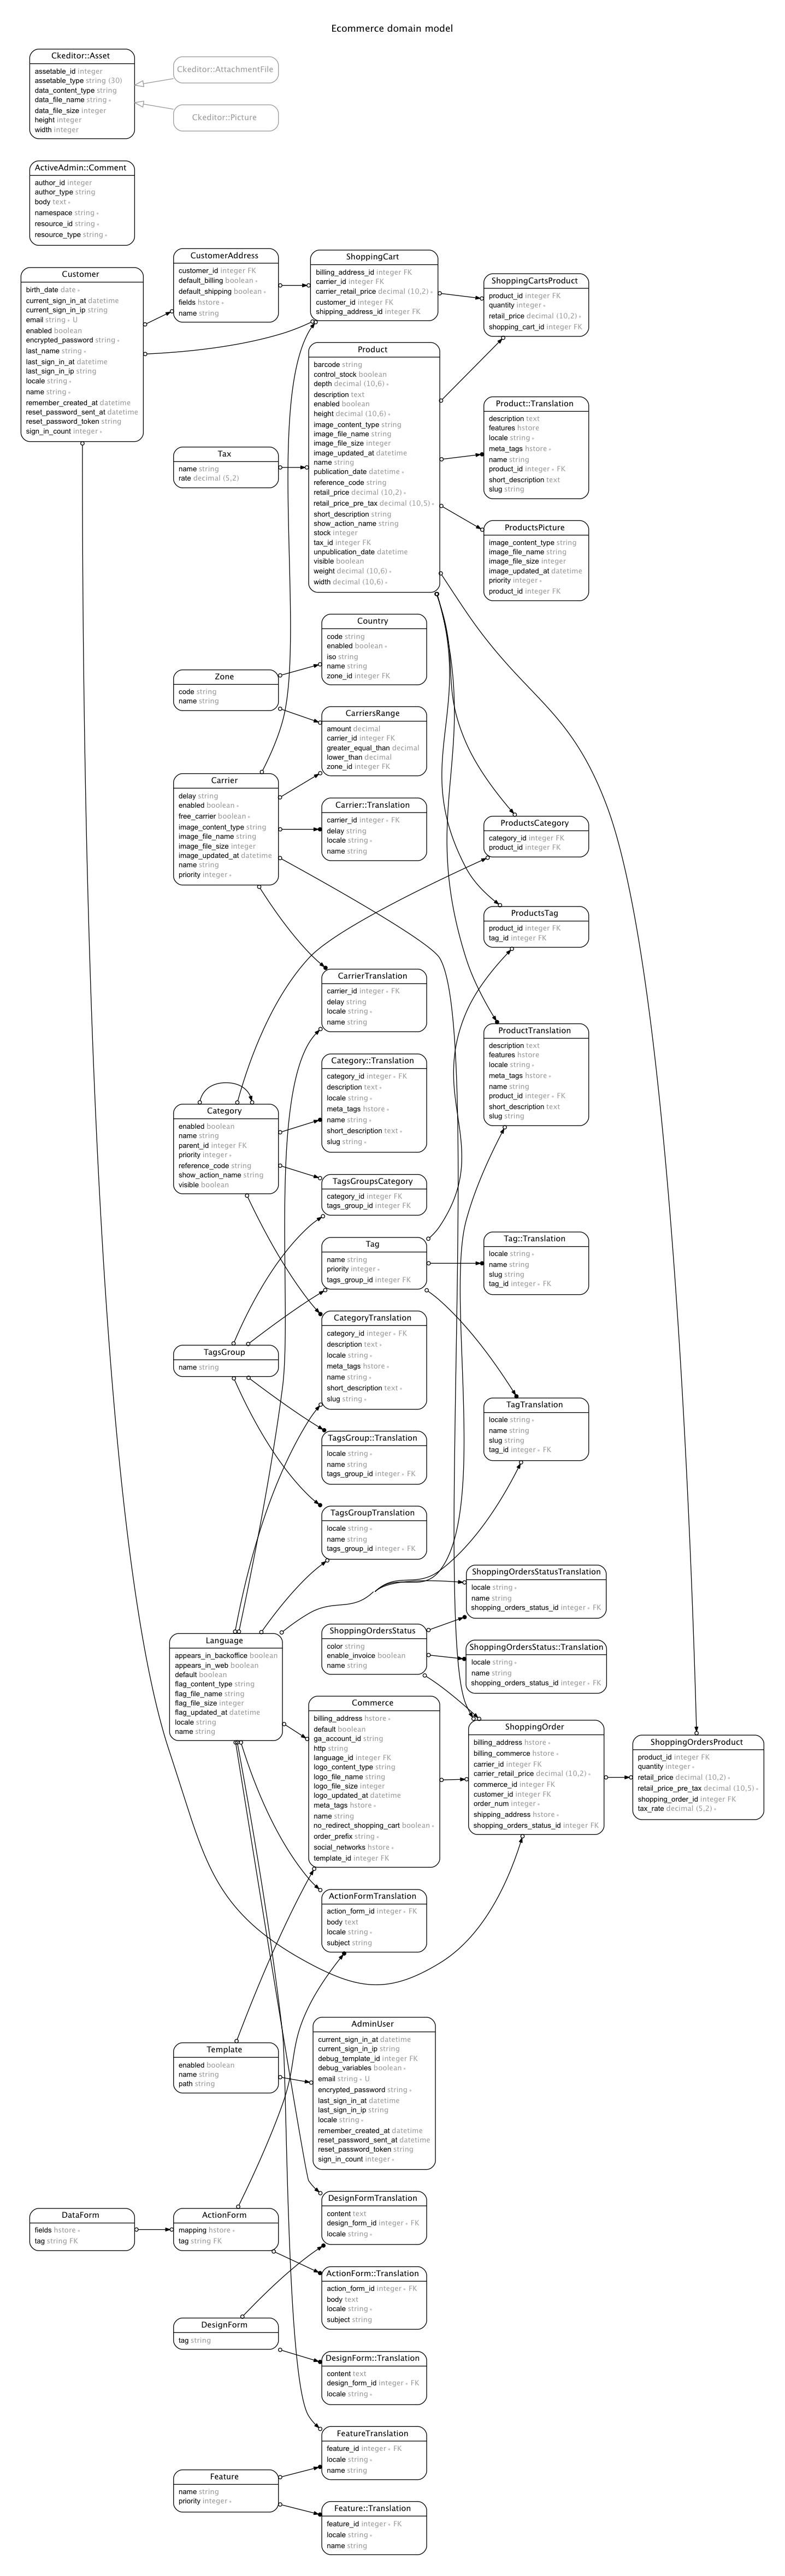 Ecommerce domain model
Ckeditor::Asset
assetable_id integer
assetable_type string (30)
data_content_type string
data_file_name string ∗
data_file_size integer
height integer
width integer
Ckeditor::AttachmentFile
Ckeditor::Picture
ActiveAdmin::Comment
author_id integer
author_type string
body text ∗
namespace string ∗
resource_id string ∗
resource_type string ∗
Customer
birth_date date ∗
current_sign_in_at datetime
current_sign_in_ip string
email string ∗ U
enabled boolean
encrypted_password string ∗
last_name string ∗
last_sign_in_at datetime
last_sign_in_ip string
locale string ∗
name string ∗
remember_created_at datetime
reset_password_sent_at datetime
reset_password_token string
sign_in_count integer ∗
CustomerAddress
customer_id integer FK
default_billing boolean ∗
default_shipping boolean ∗
fields hstore ∗
name string
ShoppingCart
billing_address_id integer FK
carrier_id integer FK
carrier_retail_price decimal (10,2) ∗
customer_id integer FK
shipping_address_id integer FK
ShoppingCartsProduct
product_id integer FK
quantity integer ∗
retail_price decimal (10,2) ∗
shopping_cart_id integer FK
Product
barcode string
control_stock boolean
depth decimal (10,6) ∗
description text
enabled boolean
height decimal (10,6) ∗
image_content_type string
image_file_name string
image_file_size integer
image_updated_at datetime
name string
publication_date datetime ∗
reference_code string
retail_price decimal (10,2) ∗
retail_price_pre_tax decimal (10,5) ∗
short_description string
show_action_name string
stock integer
tax_id integer FK
unpublication_date datetime
visible boolean
weight decimal (10,6) ∗
width decimal (10,6) ∗
Product::Translation
description text
features hstore
locale string ∗
meta_tags hstore ∗
name string
product_id integer ∗ FK
short_description text
slug string
Tax
name string
rate decimal (5,2)
ProductsPicture
image_content_type string
image_file_name string
image_file_size integer
image_updated_at datetime
priority integer ∗
product_id integer FK
Country
code string
enabled boolean ∗
iso string
name string
zone_id integer FK
Zone
code string
name string
CarriersRange
amount decimal
carrier_id integer FK
greater_equal_than decimal
lower_than decimal
zone_id integer FK
Carrier
delay string
enabled boolean ∗
free_carrier boolean ∗
image_content_type string
image_file_name string
image_file_size integer
image_updated_at datetime
name string
priority integer ∗
Carrier::Translation
carrier_id integer ∗ FK
delay string
locale string ∗
name string
ProductsCategory
category_id integer FK
product_id integer FK
ProductsTag
product_id integer FK
tag_id integer FK
CarrierTranslation
carrier_id integer ∗ FK
delay string
locale string ∗
name string
ProductTranslation
description text
features hstore
locale string ∗
meta_tags hstore ∗
name string
product_id integer ∗ FK
short_description text
slug string
Category::Translation
category_id integer ∗ FK
description text ∗
locale string ∗
meta_tags hstore ∗
name string ∗
short_description text ∗
slug string ∗
Category
enabled boolean
name string
parent_id integer FK
priority integer ∗
reference_code string
show_action_name string
visible boolean
TagsGroupsCategory
category_id integer FK
tags_group_id integer FK
Tag
name string
priority integer ∗
tags_group_id integer FK
Tag::Translation
locale string ∗
name string
slug string
tag_id integer ∗ FK
CategoryTranslation
category_id integer ∗ FK
description text ∗
locale string ∗
meta_tags hstore ∗
name string ∗
short_description text ∗
slug string ∗
TagsGroup
name string
TagTranslation
locale string ∗
name string
slug string
tag_id integer ∗ FK
TagsGroup::Translation
locale string ∗
name string
tags_group_id integer ∗ FK
TagsGroupTranslation
locale string ∗
name string
tags_group_id integer ∗ FK
ShoppingOrdersStatusTranslation
locale string ∗
name string
shopping_orders_status_id integer ∗ FK
Language
appears_in_backoffice boolean
appears_in_web boolean
default boolean
flag_content_type string
flag_file_name string
flag_file_size integer
flag_updated_at datetime
locale string
name string
ShoppingOrdersStatus
color string
enable_invoice boolean
name string
ShoppingOrdersStatus::Translation
locale string ∗
name string
shopping_orders_status_id integer ∗ FK
Commerce
billing_address hstore ∗
default boolean
ga_account_id string
http string
language_id integer FK
logo_content_type string
logo_file_name string
logo_file_size integer
logo_updated_at datetime
meta_tags hstore ∗
name string
no_redirect_shopping_cart boolean ∗
order_prefix string ∗
social_networks hstore ∗
template_id integer FK
ShoppingOrder
billing_address hstore ∗
billing_commerce hstore ∗
carrier_id integer FK
carrier_retail_price decimal (10,2) ∗
commerce_id integer FK
customer_id integer FK
order_num integer ∗
shipping_address hstore ∗
shopping_orders_status_id integer FK
ShoppingOrdersProduct
product_id integer FK
quantity integer ∗
retail_price decimal (10,2) ∗
retail_price_pre_tax decimal (10,5) ∗
shopping_order_id integer FK
tax_rate decimal (5,2) ∗
ActionFormTranslation
action_form_id integer ∗ FK
body text
locale string ∗
subject string
AdminUser
current_sign_in_at datetime
current_sign_in_ip string
debug_template_id integer FK
debug_variables boolean ∗
email string ∗ U
encrypted_password string ∗
last_sign_in_at datetime
last_sign_in_ip string
locale string ∗
remember_created_at datetime
reset_password_sent_at datetime
reset_password_token string
sign_in_count integer ∗
Template
enabled boolean
name string
path string
DesignFormTranslation
content text
design_form_id integer ∗ FK
locale string ∗
DataForm
fields hstore ∗
tag string FK
ActionForm
mapping hstore ∗
tag string FK
ActionForm::Translation
action_form_id integer ∗ FK
body text
locale string ∗
subject string
DesignForm
tag string
DesignForm::Translation
content text
design_form_id integer ∗ FK
locale string ∗
FeatureTranslation
feature_id integer ∗ FK
locale string ∗
name string
Feature
name string
priority integer ∗
Feature::Translation
feature_id integer ∗ FK
locale string ∗
name string